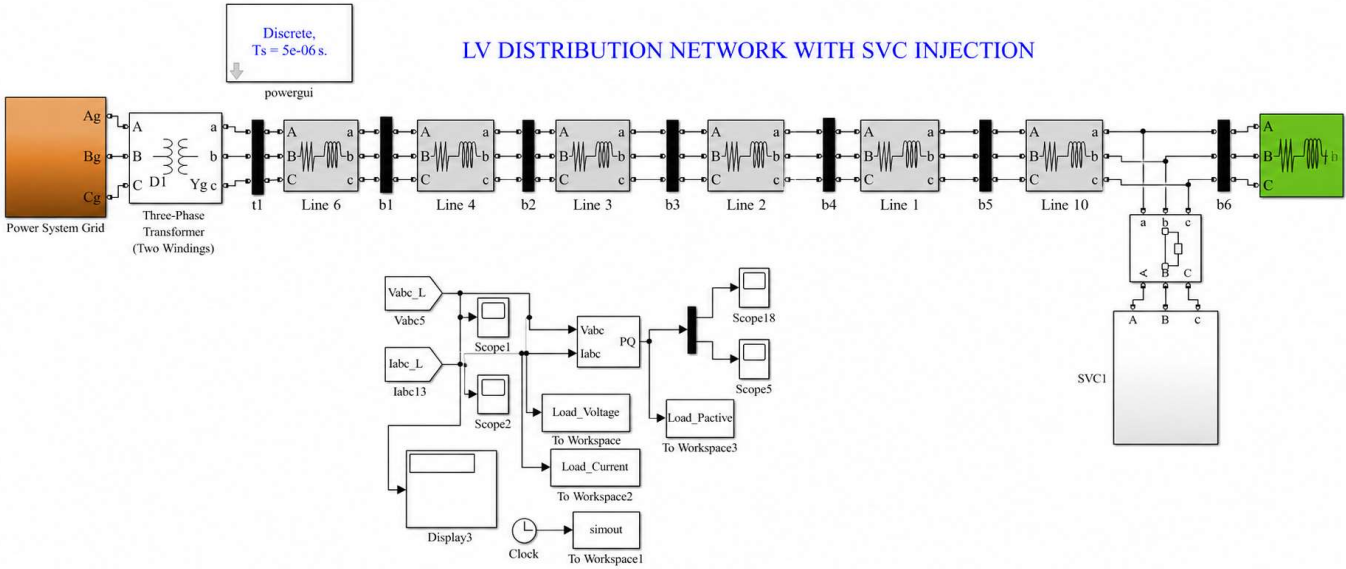 Discrete,
Ts = 5e-06 s.
powergui
LV DISTRIBUTION NETWORK WITH SVC INJECTION
Ag
Bg
Cg
Power System Grid
A
B
C
a
b
c
D1
Yg
Three-Phase
Transformer
(Two Windings)
t1
A
B
C
a
b
c
Line 6
b1
A
B
C
a
b
c
Line 4
b2
A
B
C
a
b
c
Line 3
b3
A
B
C
a
b
c
Line 2
b4
A
B
C
a
b
c
Line 1
b5
A
B
C
a
b
c
Line 10
b6
A
B
C
a b c
A B C
A B c
SVC1
Vabc_L
Vabc5
Iabc_L
Iabc13
Scope1
Scope2
Vabc
Iabc
PQ
Scope18
Scope5
Load_Voltage
To Workspace
Load_Pactive
To Workspace3
Load_Current
To Workspace2
Display3
Clock
simout
To Workspace1